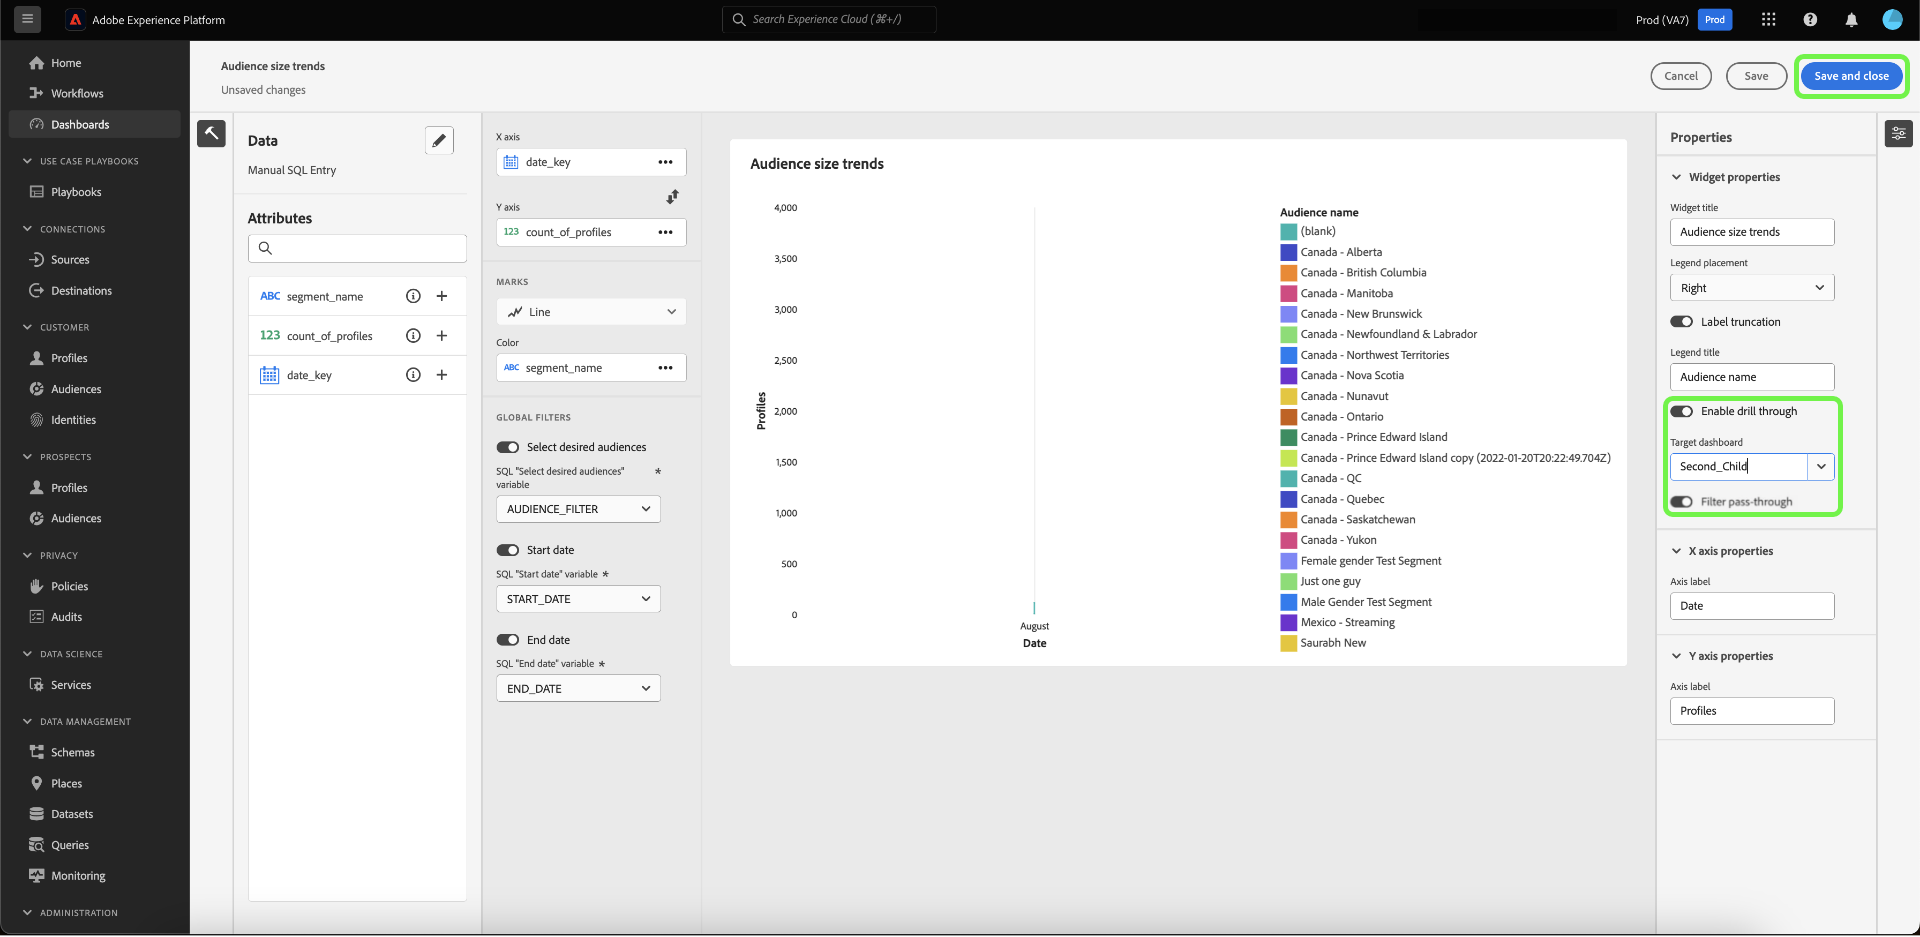 Adobe Experience Platform
Search Experience Cloud (⌘+/)
Prod (VA7)
Prod
Home
Workflows
Dashboards
USE CASE PLAYBOOKS
Playbooks
CONNECTIONS
Sources
Destinations
CUSTOMER
Profiles
Audiences
Identities
PROSPECTS
Profiles
Audiences
PRIVACY
Policies
Audits
DATA SCIENCE
Services
DATA MANAGEMENT
Schemas
Places
Datasets
Queries
Monitoring
ADMINISTRATION
Audience size trends
Unsaved changes
Cancel
Save
Save and close
Data
Manual SQL Entry
Attributes
ABC segment_name
123 count_of_profiles
date_key
X axis
date_key
Y axis
123 count_of_profiles
MARKS
Line
Color
ABC segment_name
GLOBAL FILTERS
Select desired audiences
SQL "Select desired audiences" *
variable
AUDIENCE_FILTER
Start date
SQL "Start date" variable *
START_DATE
End date
SQL "End date" variable *
END_DATE
Audience size trends
4,000
3,500
3,000
2,500
2,000
1,500
1,000
500
0
Profiles
August
Date
Audience name
(blank)
Canada - Alberta
Canada - British Columbia
Canada - Manitoba
Canada - New Brunswick
Canada - Newfoundland & Labrador
Canada - Northwest Territories
Canada - Nova Scotia
Canada - Nunavut
Canada - Ontario
Canada - Prince Edward Island
Canada - Prince Edward Island copy (2022-01-20T20:22:49.704Z)
Canada - QC
Canada - Quebec
Canada - Saskatchewan
Canada - Yukon
Female gender Test Segment
Just one guy
Male Gender Test Segment
Mexico - Streaming
Saurabh New
Properties
Widget properties
Widget title
Audience size trends
Legend placement
Right
Label truncation
Legend title
Audience name
Enable drill through
Target dashboard
Second_Child
Filter pass-through
X axis properties
Axis label
Date
Y axis properties
Axis label
Profiles